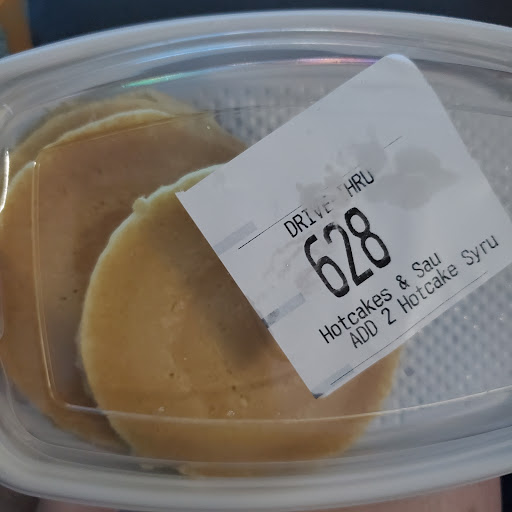 DRIVE THRU
628
Hotcakes & Sau
ADD 2 Hotcake Syru